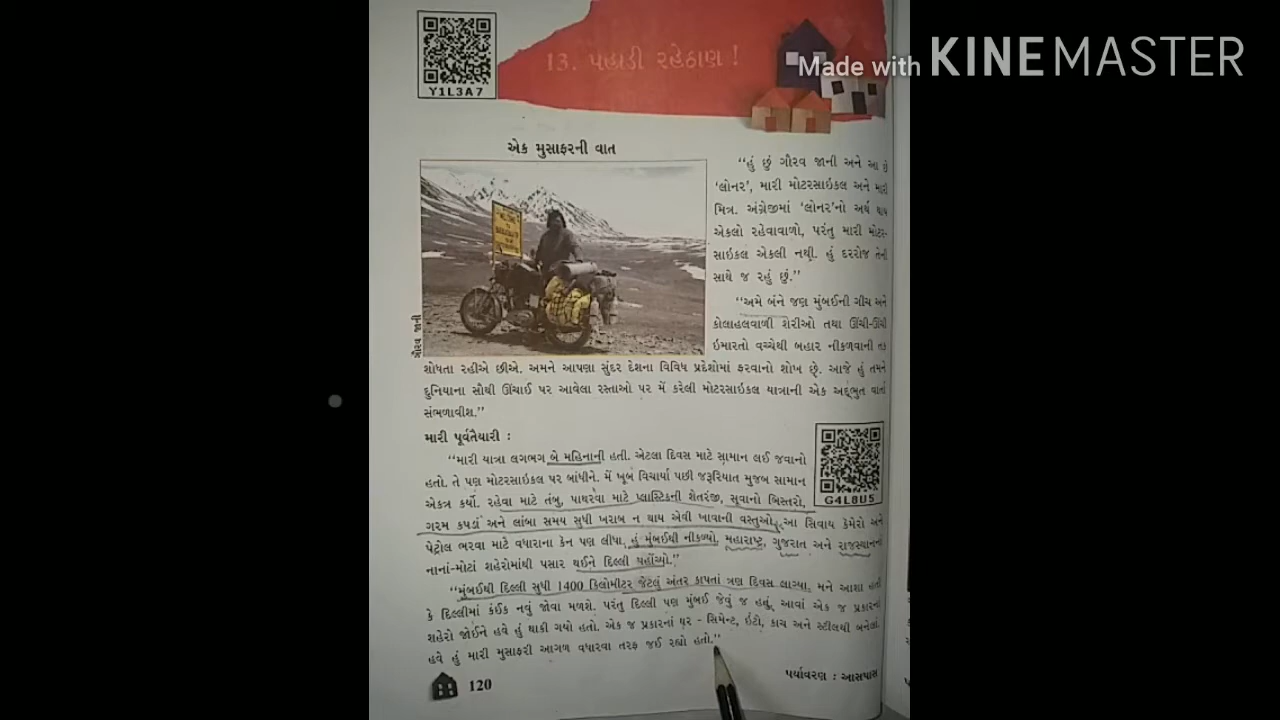 Made with KINEMASTER
Y1L3A7
13. પહાડી રહેઠાણ !
એક મુસાફરની વાત
ગૌરવ જાની
“હું છું ગૌરવ જાની અને આ છે
‘લોનર’, મારી મોટરસાઇકલ અને મારી
મિત્ર. અંગ્રેજીમાં ‘લોનર’નો અર્થ થાય
એકલો રહેવાવાળો, પરંતુ મારી મોટર-
સાઇકલ એકલી નથી. હું દરરોજ તેની
સાથે જ રહું છું.”
“અમે બંને જણ મુંબઈની ગીચ અને
કોલાહલવાળી શેરીઓ તથા ઊંચી-ઊંચી
ઇમારતો વચ્ચેથી બહાર નીકળવાની તક
શોધતા રહીએ છીએ. અમને આપણા સુંદર દેશના વિવિધ પ્રદેશોમાં ફરવાનો શોખ છે. આજે હું તમને
દુનિયાના સૌથી ઊંચાઈ પર આવેલા રસ્તાઓ પર મેં કરેલી મોટરસાઇકલ યાત્રાની એક અદ્ભુત વાર્તા
સંભળાવીશ.”
મારી પૂર્વતૈયારી :
“મારી યાત્રા લગભગ બે મહિનાની હતી. એટલા દિવસ માટે સામાન લઈ જવાનો
હતો. તે પણ મોટરસાઇકલ પર બાંધીને. મેં ખૂબ વિચાર્યા પછી જરૂરિયાત મુજબ સામાન
એકત્ર કર્યો. રહેવા માટે તંબુ, પાથરવા માટે પ્લાસ્ટિકની શેતરંજી, સુવાનો બિસ્તરો,
G4L8U5
ગરમ કપડાં અને લાંબા સમય સુધી ખરાબ ન થાય એવી ખાવાની વસ્તુઓ, આ સિવાય કેમેરો અને
પેટ્રોલ ભરવા માટે વધારાના કેન પણ લીધા. હું મુંબઈથી નીકળ્યો. મહારાષ્ટ્ર, ગુજરાત અને રાજસ્થાનનાં
નાનાં-મોટાં શહેરોમાંથી પસાર થઈને દિલ્લી પહોંચ્યો.”
“મુંબઈથી દિલ્લી સુધી 1400 કિલોમીટર જેટલું અંતર કાપતાં ત્રણ દિવસ લાગ્યા. મને આશા હતી
કે દિલ્લીમાં કંઈક નવું જોવા મળશે. પરંતુ દિલ્લી પણ મુંબઈ જેવું જ હતું. આવાં એક જ પ્રકારનાં
શહેરો જોઈને હવે હું થાકી ગયો હતો. એક જ પ્રકારનાં ઘર - સિમેન્ટ, ઈંટો, કાચ અને સ્ટીલથી બનેલાં.
હવે હું મારી મુસાફરી આગળ વધારવા તરફ જઈ રહ્યો હતો.”
120
પર્યાવરણ : આસપાસ